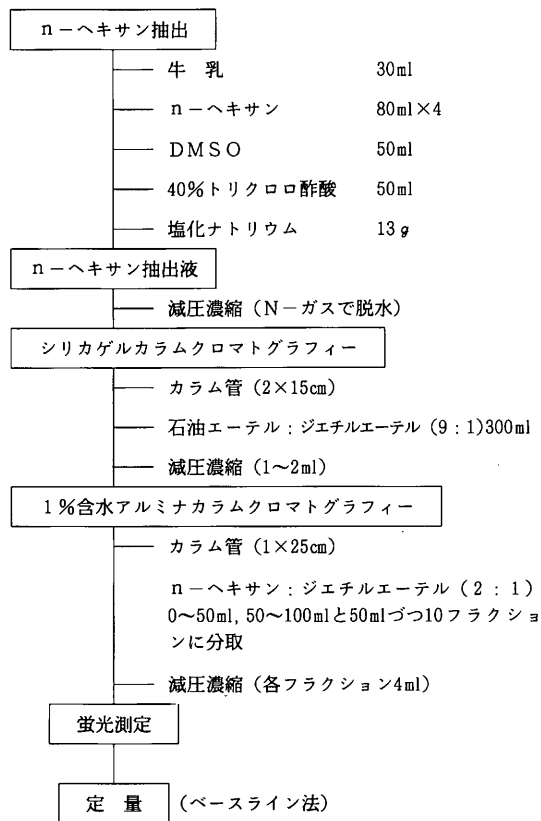 n－ヘキサン抽出
牛 乳 30ml
n－ヘキサン 80ml×4
DMSO 50ml
40%トリクロロ酢酸 50ml
塩化ナトリウム 13g
n－ヘキサン抽出液
減圧濃縮（N－ガスで脱水）
シリカゲルカラムクロマトグラフィー
カラム管（2×15cm）
石油エーテル：ジエチルエーテル（9：1）300ml
減圧濃縮（1～2ml）
1%含水アルミナカラムクロマトグラフィー
カラム管（1×25cm）
n－ヘキサン：ジエチルエーテル（2：1）
0～50ml, 50～100mlと50mlづつ10フラクショ
ンに分取
減圧濃縮（各フラクション4ml）
蛍光測定
定 量 （ベースライン法）